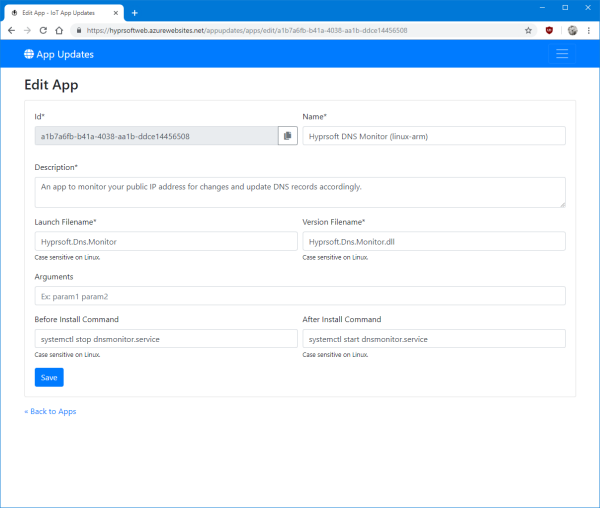 Edit App - IoT App Updates
https://hyprsoftweb.azurewebsites.net/appupdates/apps/edit/a1b7a6fb-b41a-4038-aa1b-ddce14456508
App Updates
Edit App
Id* Name*
a1b7a6fb-b41a-4038-aa1b-ddce14456508 Hyprsoft DNS Monitor (linux-arm)
Description*
An app to monitor your public IP address for changes and update DNS records accordingly.
Launch Filename* Version Filename*
Hyprsoft.Dns.Monitor Hyprsoft.Dns.Monitor.dll
Case sensitive on Linux. Case sensitive on Linux.
Arguments
Ex: param1 param2
Before Install Command After Install Command
systemctl stop dnsmonitor.service systemctl start dnsmonitor.service
Case sensitive on Linux. Case sensitive on Linux.
Save
« Back to Apps